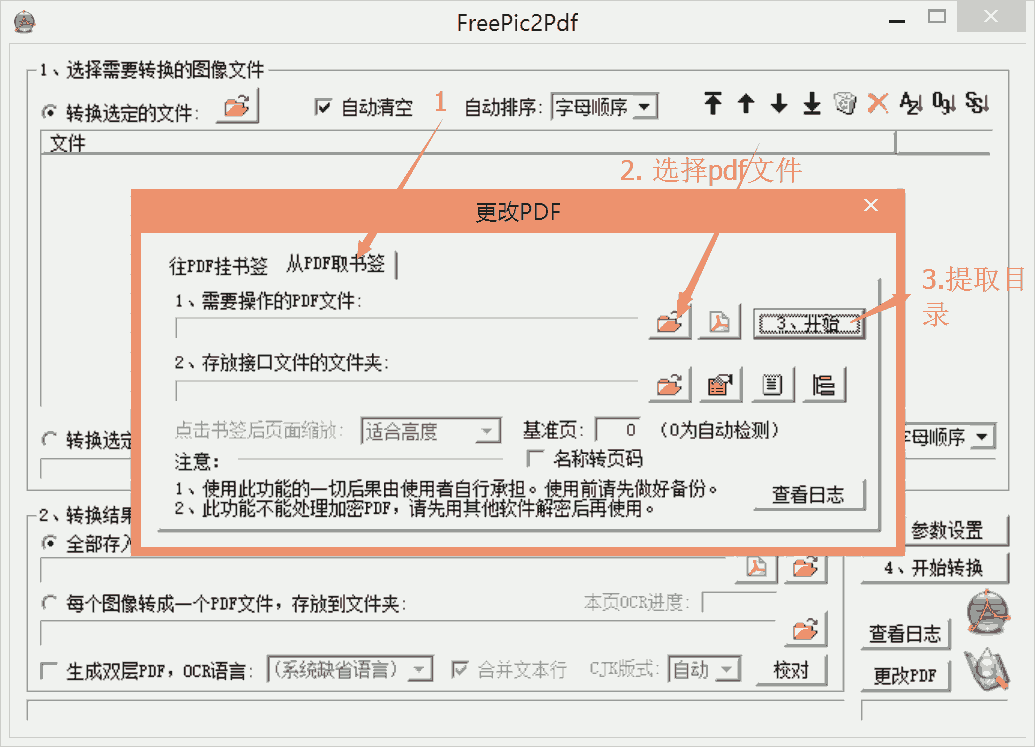 FreePic2Pdf
1、选择需要转换的图像文件
转换选定的文件:
自动清空
1
自动排序:
字母顺序
文件
2. 选择pdf文件
更改PDF
往PDF挂书签
从PDF取书签
1、需要操作的PDF文件:
3、开始
3.提取目
录
2、存放接口文件的文件夹:
点击书签后页面缩放:
适合高度
基准页:
0
(0为自动检测)
转换选定
字母顺序
注意:
名称转页码
1、使用此功能的一切后果由使用者自行承担。使用前请先做好备份。
2、此功能不能处理加密PDF,请先用其他软件解密后再使用。
查看日志
2、转换结果
参数设置
全部存入
4、开始转换
每个图像转成一个PDF文件,存放到文件夹:
本页OCR进度:
查看日志
生成双层PDF,OCR语言:
(系统缺省语言)
合并文本行
CJK版式:
自动
校对
更改PDF